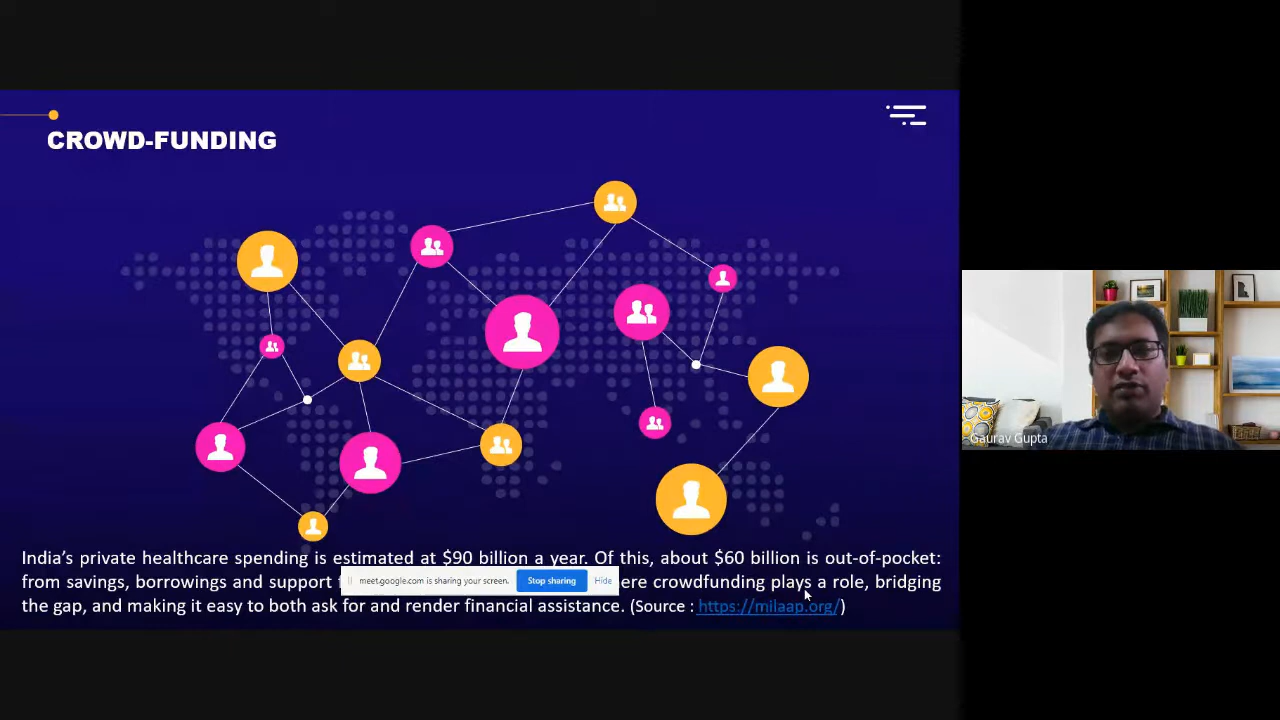 CROWD-FUNDING
India's private healthcare spending is estimated at $90 billion a year. Of this, about $60 billion is out-of-pocket:
from savings, borrowings and support here crowdfunding plays a role, bridging
the gap, and making it easy to both ask for and render financial assistance. (Source : https://milaap.org/)
meet.google.com is sharing your screen.
Stop sharing
Hide
Gaurav Gupta